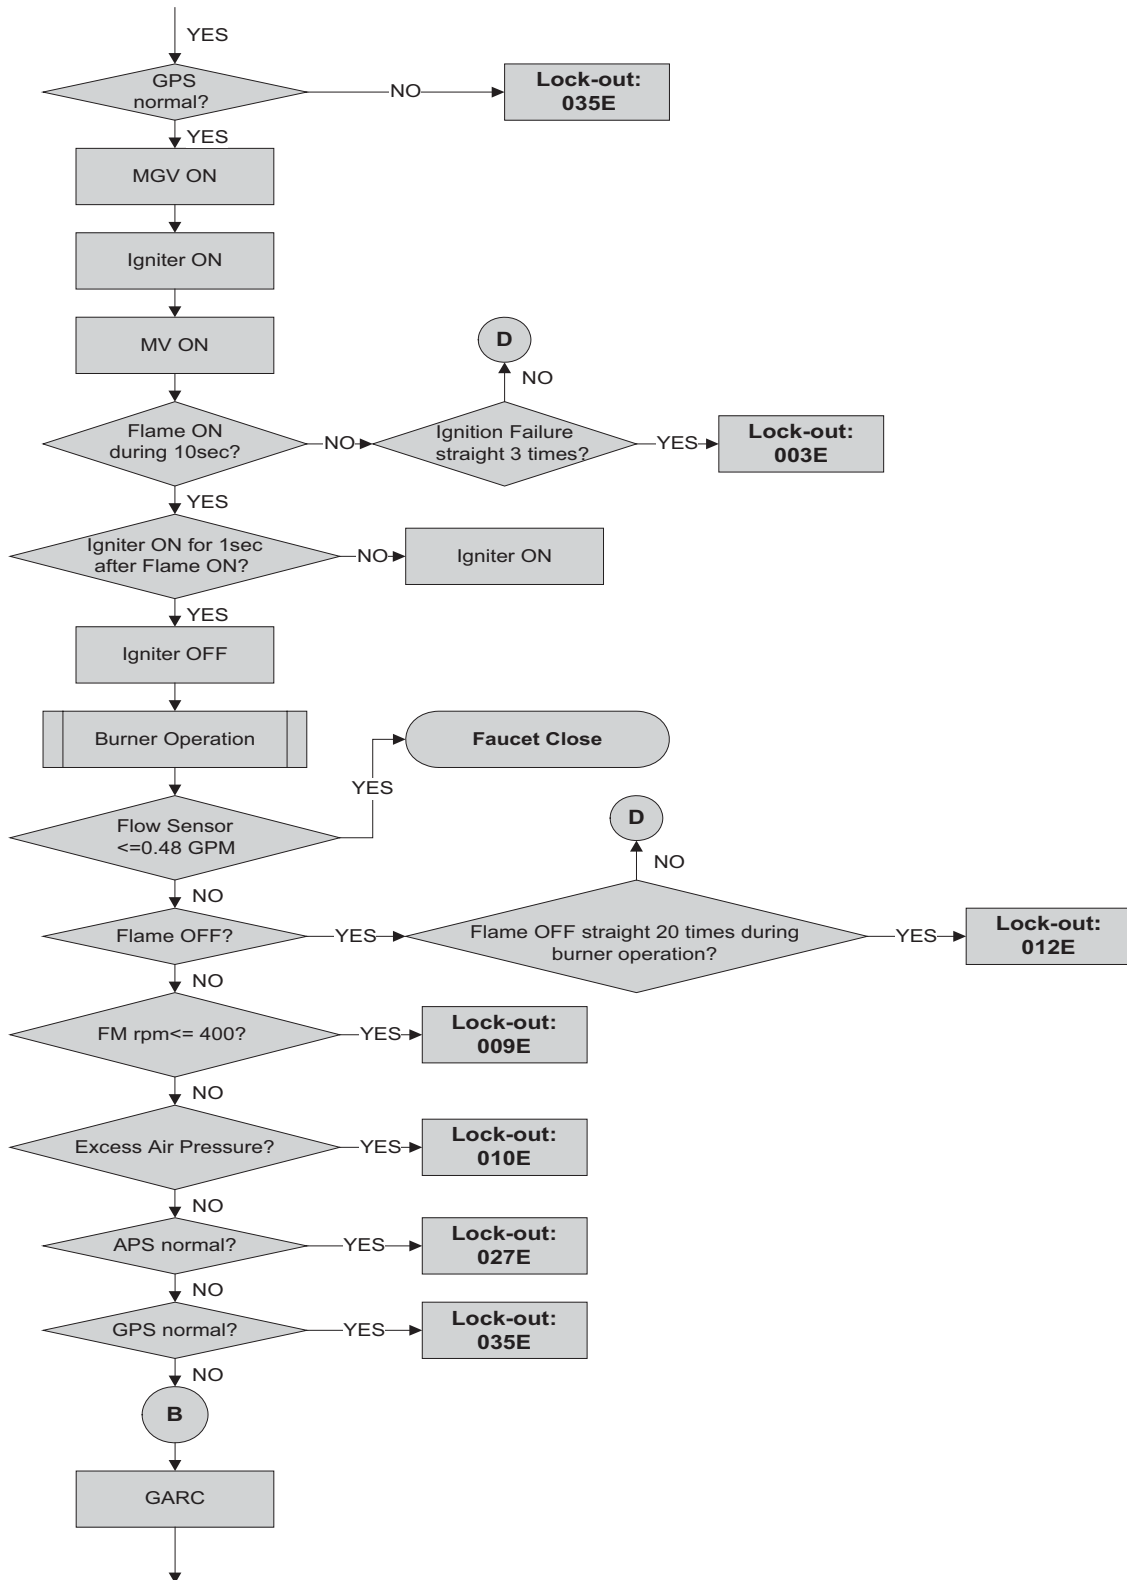 YES
GPS
normal?
NO
Lock-out:
035E
YES
MGV ON
Igniter ON
MV ON
D
NO
Flame ON
during 10sec?
NO
Ignition Failure
straight 3 times?
YES
Lock-out:
003E
YES
Igniter ON for 1sec
after Flame ON?
NO
Igniter ON
YES
Igniter OFF
Burner Operation
Faucet Close
YES
Flow Sensor
<=0.48 GPM
D
NO
NO
Flame OFF?
YES
Flame OFF straight 20 times during
burner operation?
YES
Lock-out:
012E
NO
FM rpm<= 400?
YES
Lock-out:
009E
NO
Excess Air Pressure?
YES
Lock-out:
010E
NO
APS normal?
YES
Lock-out:
027E
NO
GPS normal?
YES
Lock-out:
035E
NO
B
GARC